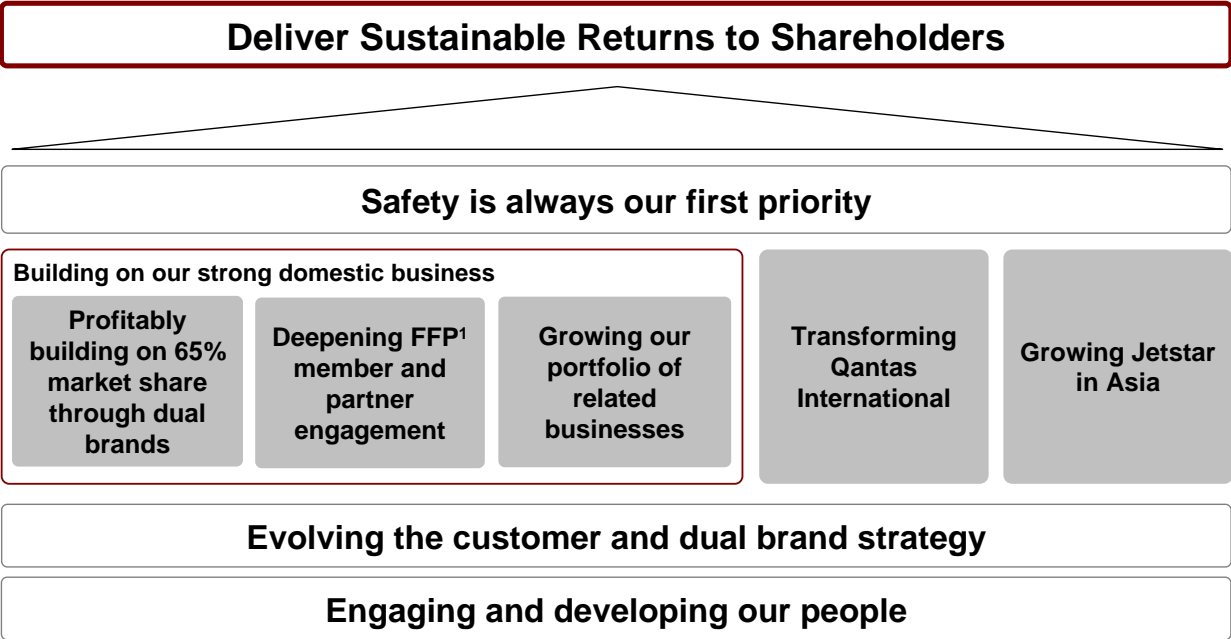 Deliver Sustainable Returns to Shareholders
Safety is always our first priority
Building on our strong domestic business
Profitably
building on 65%
market share
through dual
brands
Deepening FFP¹
member and
partner
engagement
Growing our
portfolio of
related
businesses
Transforming
Qantas
International
Growing Jetstar
in Asia
Evolving the customer and dual brand strategy
Engaging and developing our people